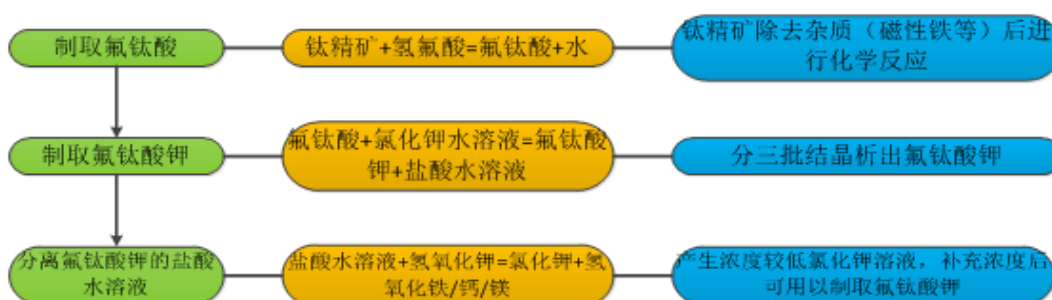 制取氟钛酸
钛精矿+氢氟酸=氟钛酸+水
钛精矿除去杂质（磁性铁等）后进
行化学反应
制取氟钛酸钾
氟钛酸+氯化钾水溶液=氟钛酸
钾+盐酸水溶液
分三批结晶析出氟钛酸钾
分离氟钛酸钾的盐酸
水溶液
盐酸水溶液+氢氧化钾=氯化钾+氢
氧化铁/钙/镁
产生浓度较低氯化钾溶液，补充浓度后
可用以制取氟钛酸钾